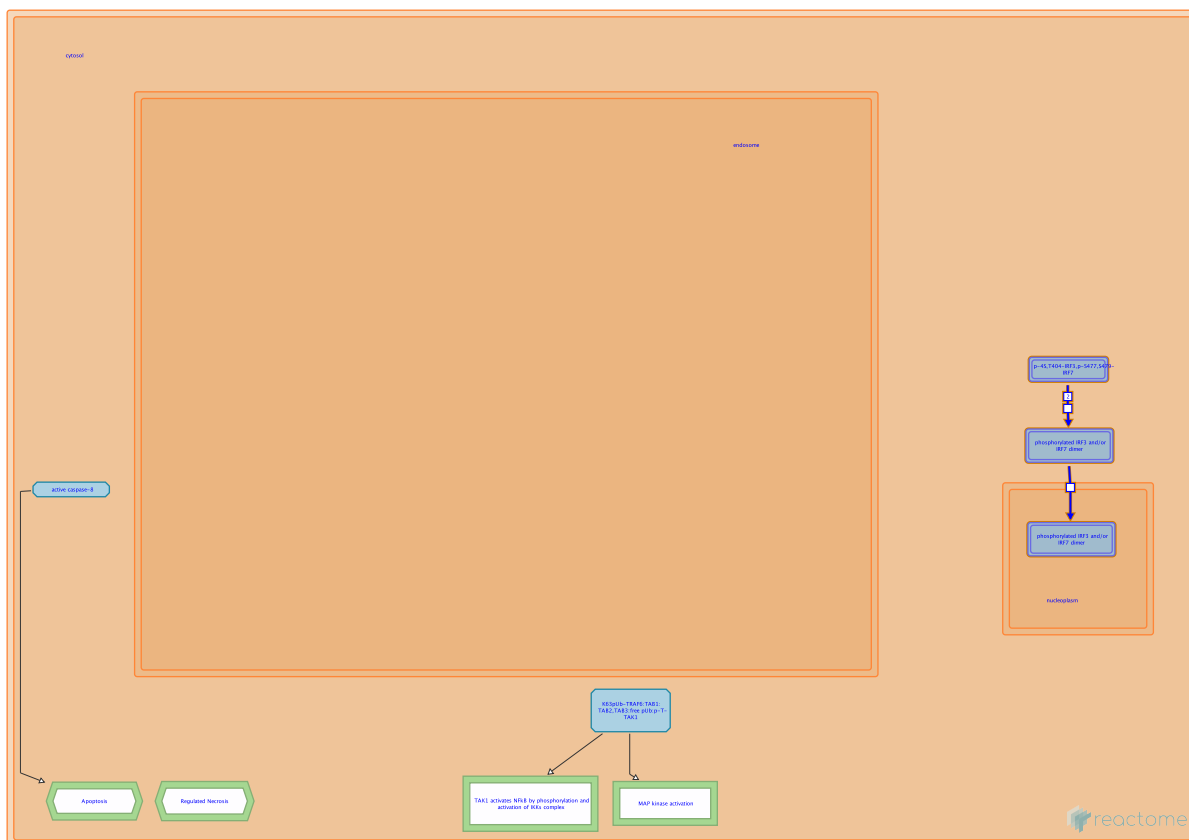 cytosol
endosome
p-4S,T404-IRF3,p-S477,S479-
IRF7
2
phosphorylated IRF3 and/or
IRF7 dimer
active caspase-8
phosphorylated IRF3 and/or
IRF7 dimer
nucleoplasm
K63pUb-TRAF6:TAB1:
TAB2,TAB3:free pUb:p-T-
TAK1
Apoptosis
Regulated Necrosis
TAK1 activates NFkB by phosphorylation and
activation of IKKs complex
MAP kinase activation
reactome